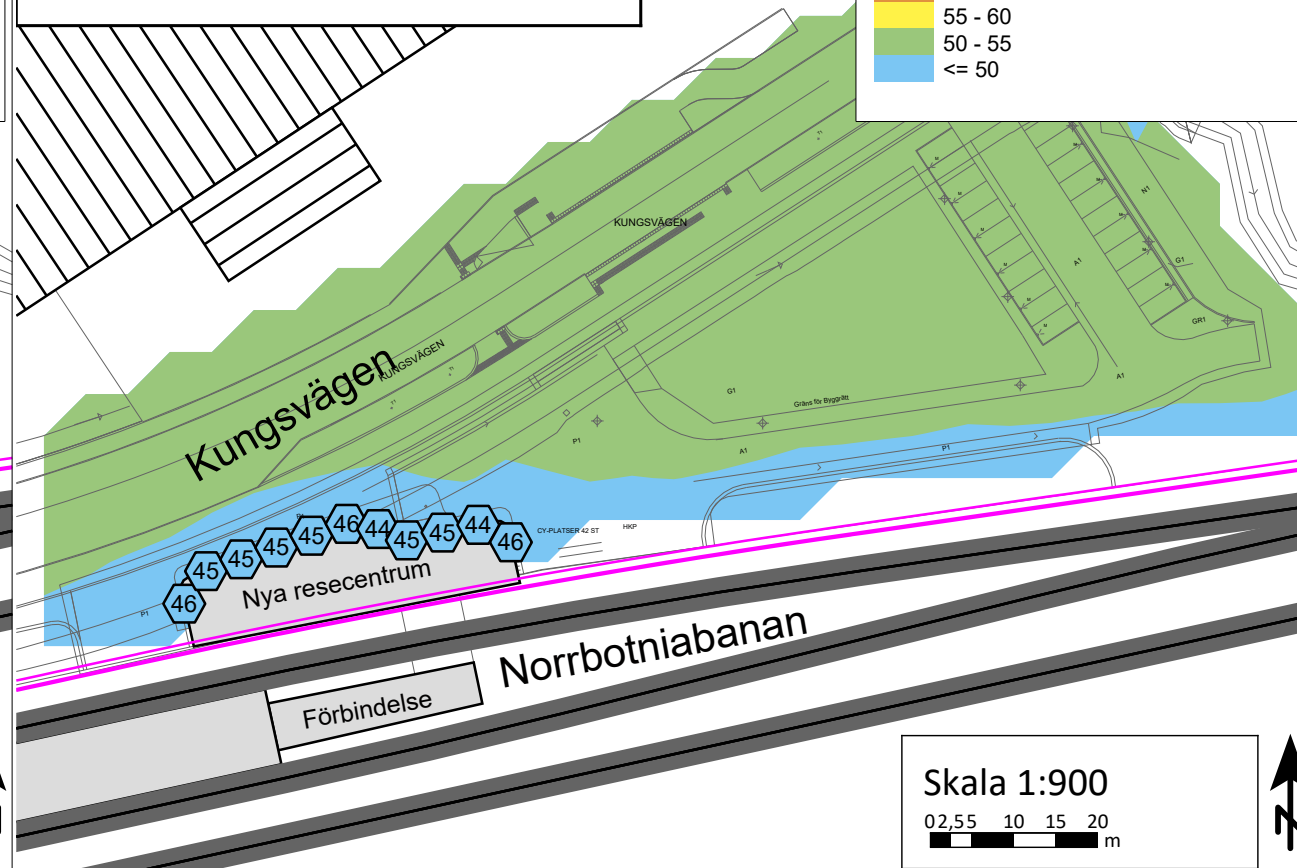 55 - 60
50 - 55
<= 50
KUNGSVÄGEN
N1
A1
G1
GR1
KUNGSVÄGEN
Kungsvägen
G1
Gräns för Byggrätt
A1
P1
A1
P1
46 45 45 45 45 46 44 45 45 44 46
CY-PLATSER 42 ST
HKP
Nya resecentrum
P1
Norrbotniabanan
Förbindelse
Skala 1:900
0 2,5 5 10 15 20
m